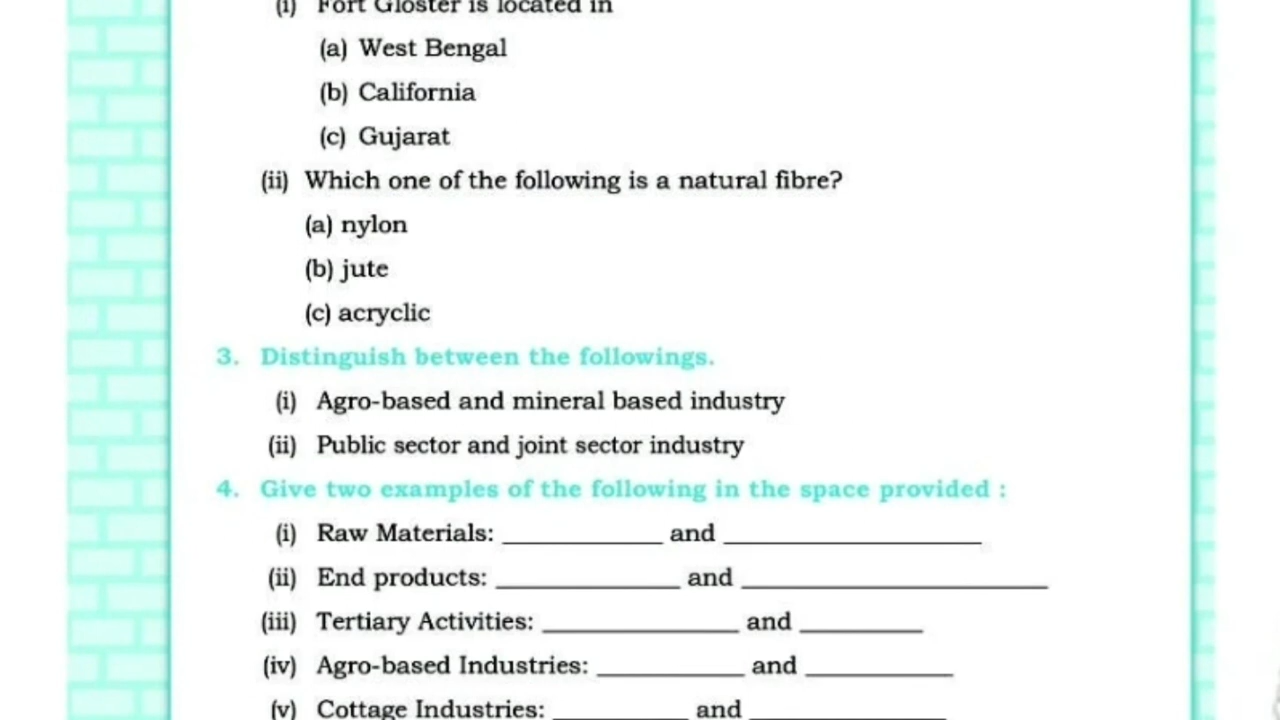 (i) Fort Gloster is located in
(a) West Bengal
(b) California
(c) Gujarat
(ii) Which one of the following is a natural fibre?
(a) nylon
(b) jute
(c) acryclic
3. Distinguish between the followings.
(i) Agro-based and mineral based industry
(ii) Public sector and joint sector industry
4. Give two examples of the following in the space provided :
(i) Raw Materials: ____________ and ____________________
(ii) End products: ______________ and ________________________
(iii) Tertiary Activities: _______________ and _________
(iv) Agro-based Industries: ___________ and ___________
(v) Cottage Industries: __________ and _______________